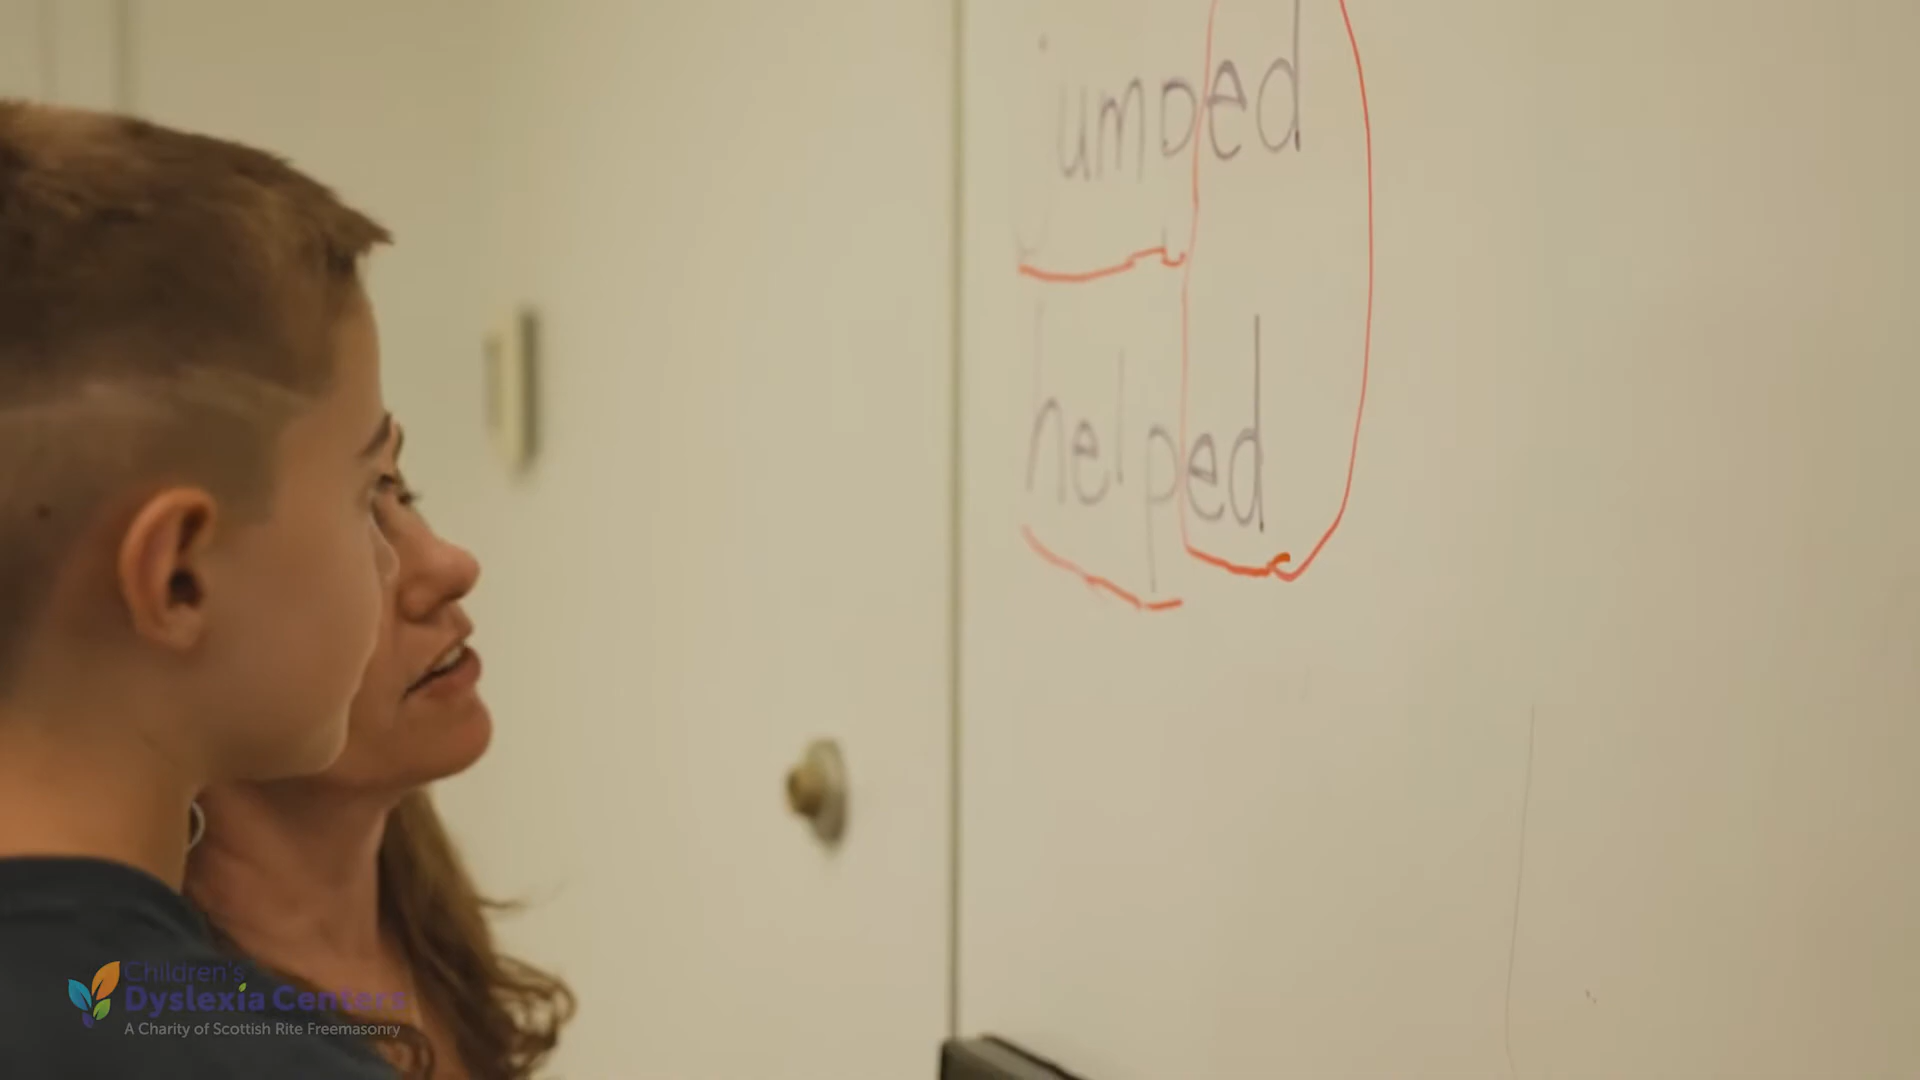 jumped
helped
Children's
Dyslexia Centers
A Charity of Scottish Rite Freemasonry